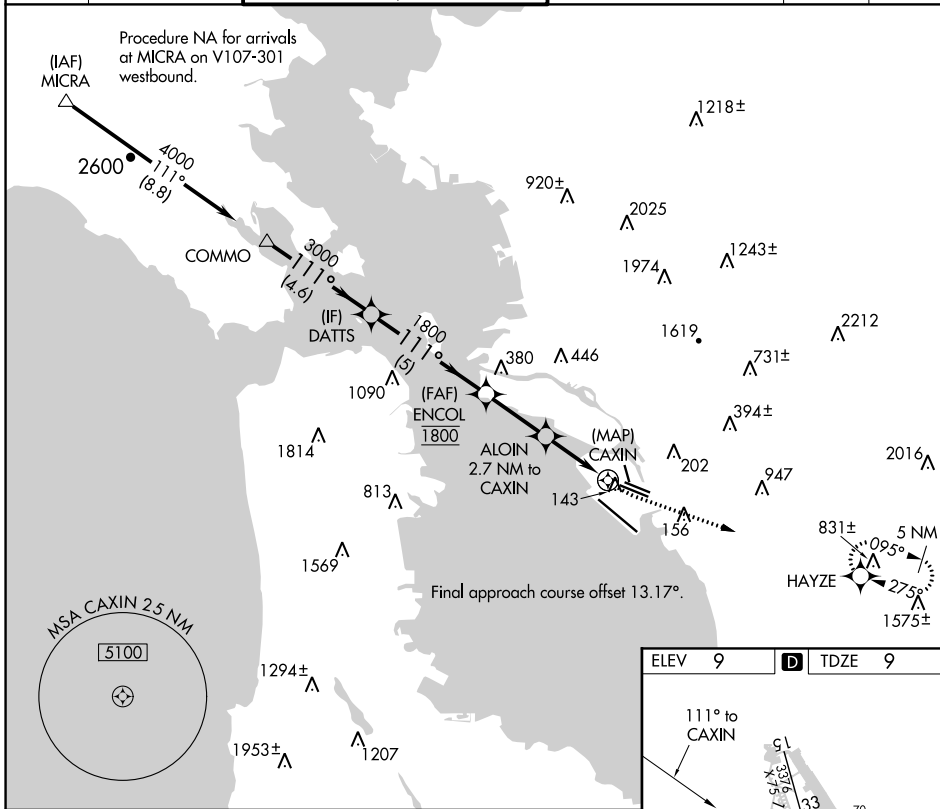 Procedure NA for arrivals
at MICRA on V107-301
westbound.
(IAF)
MICRA
4000
111°
(8.8)
2600
COMMO
3000
111°
(4.6)
(IF)
DATTS
1800
111°
(5)
(FAF)
ENCOL
1800
ALOIN
2.7 NM to
CAXIN
(MAP)
CAXIN
1218±
920±
2025
1243±
1974
1619
2212
731±
380
446
1090
394±
1814
202
2016
947
813
143
156
831±
5 NM
095°
275°
HAYZE
1575±
1569
Final approach course offset 13.17°.
MSA CAXIN 25 NM
5100
1294±
1953±
1207
ELEV 9
D
TDZE 9
111° to
CAXIN
15
3376
X 75
33